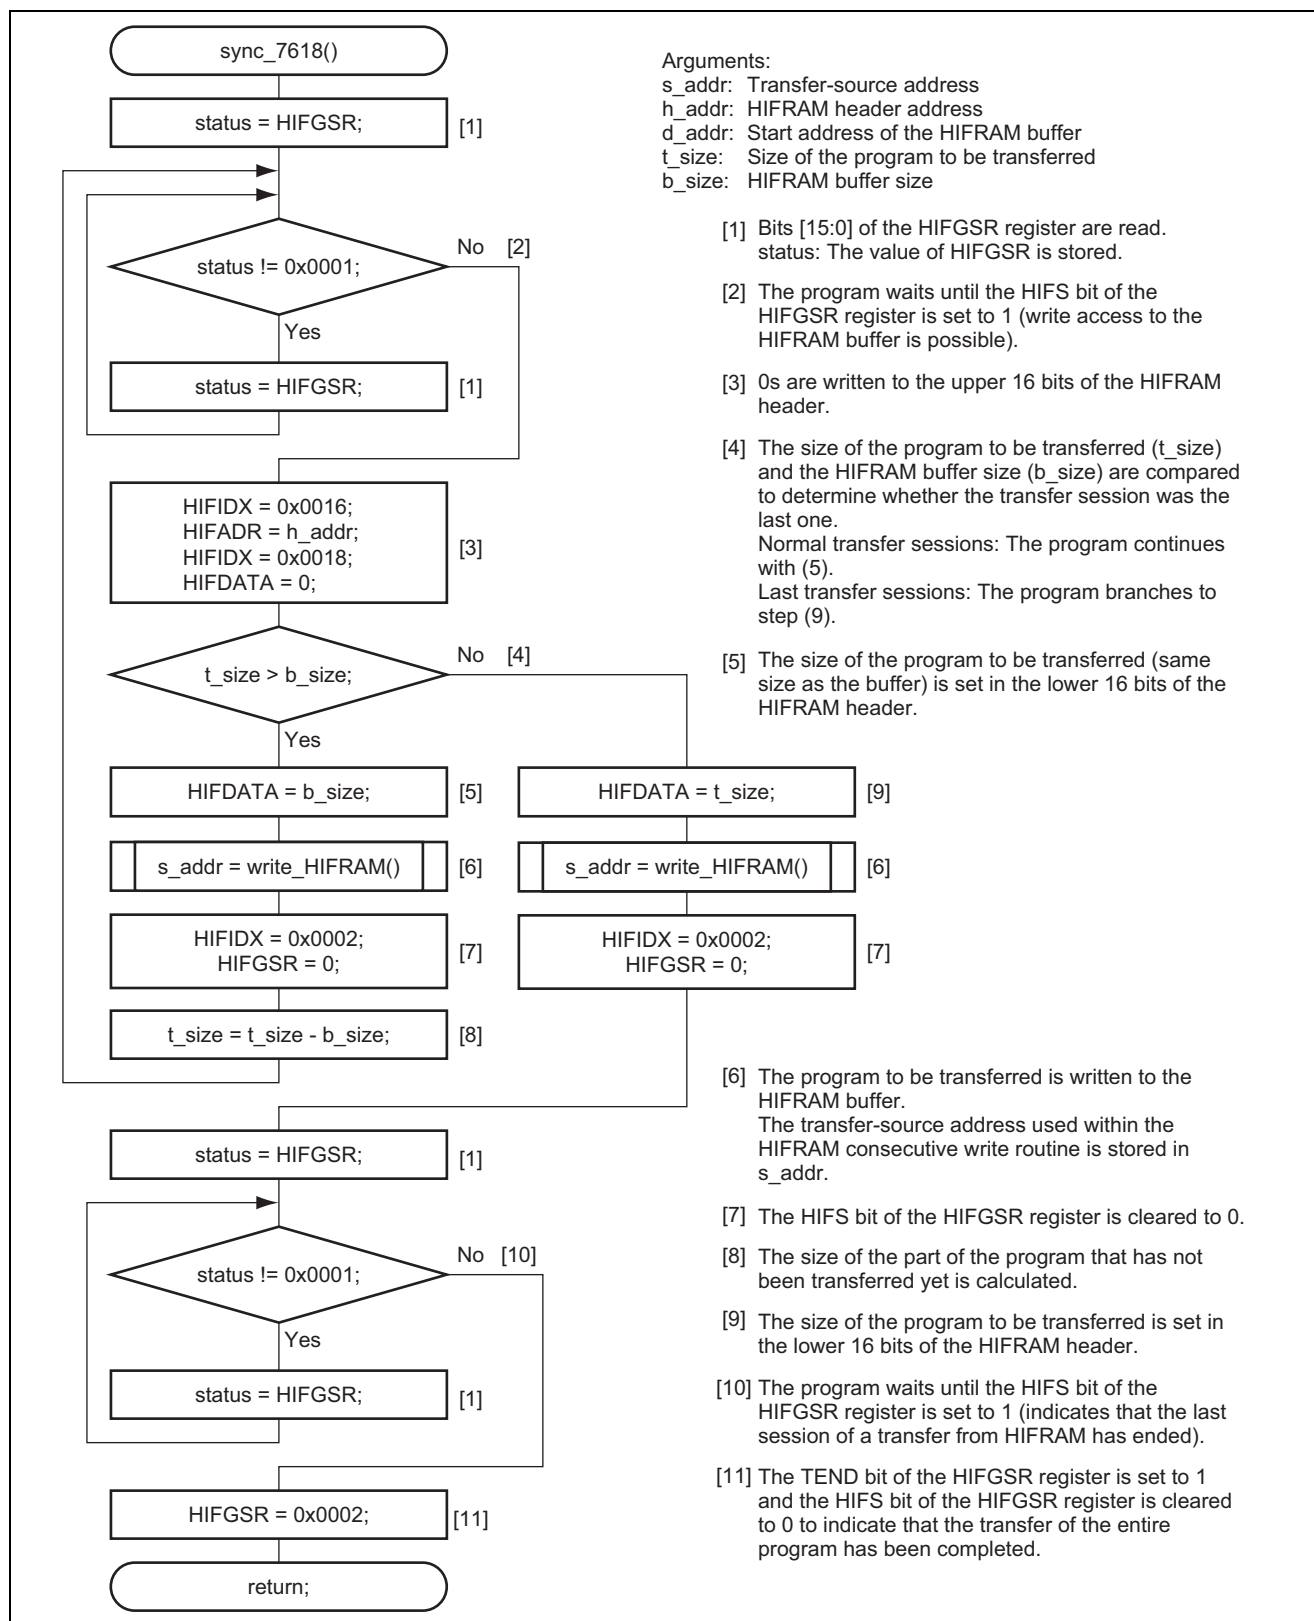 sync_7618()
Arguments:
s_addr: Transfer-source address
h_addr: HIFRAM header address
d_addr: Start address of the HIFRAM buffer
t_size: Size of the program to be transferred
b_size: HIFRAM buffer size
status = HIFGSR; [1]
status != 0x0001;
No [2]
Yes
status = HIFGSR; [1]
HIFIDX = 0x0016;
HIFADR = h_addr;
HIFIDX = 0x0018;
HIFDATA = 0;
[3]
t_size > b_size;
No [4]
Yes
HIFDATA = b_size; [5]
s_addr = write_HIFRAM() [6]
HIFIDX = 0x0002;
HIFGSR = 0;
[7]
t_size = t_size - b_size; [8]
HIFDATA = t_size; [9]
s_addr = write_HIFRAM() [6]
HIFIDX = 0x0002;
HIFGSR = 0;
[7]
status = HIFGSR; [1]
status != 0x0001;
No [10]
Yes
status = HIFGSR; [1]
HIFGSR = 0x0002; [11]
return;
[1] Bits [15:0] of the HIFGSR register are read.
status: The value of HIFGSR is stored.
[2] The program waits until the HIFS bit of the
HIFGSR register is set to 1 (write access to the
HIFRAM buffer is possible).
[3] 0s are written to the upper 16 bits of the HIFRAM
header.
[4] The size of the program to be transferred (t_size)
and the HIFRAM buffer size (b_size) are compared
to determine whether the transfer session was the
last one.
Normal transfer sessions: The program continues
with (5).
Last transfer sessions: The program branches to
step (9).
[5] The size of the program to be transferred (same
size as the buffer) is set in the lower 16 bits of the
HIFRAM header.
[6] The program to be transferred is written to the
HIFRAM buffer.
The transfer-source address used within the
HIFRAM consecutive write routine is stored in
s_addr.
[7] The HIFS bit of the HIFGSR register is cleared to 0.
[8] The size of the part of the program that has not
been transferred yet is calculated.
[9] The size of the program to be transferred is set in
the lower 16 bits of the HIFRAM header.
[10] The program waits until the HIFS bit of the
HIFGSR register is set to 1 (indicates that the last
session of a transfer from HIFRAM has ended).
[11] The TEND bit of the HIFGSR register is set to 1
and the HIFS bit of the HIFGSR register is cleared
to 0 to indicate that the transfer of the entire
program has been completed.